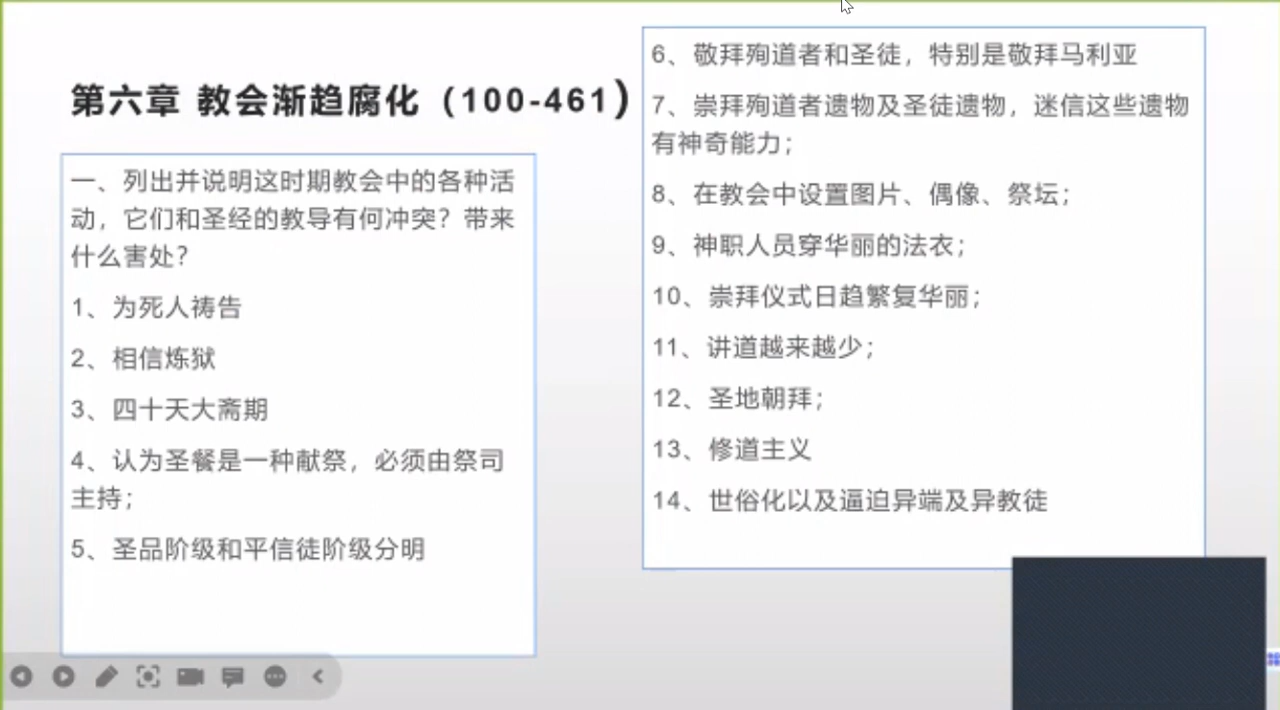 第六章 教会渐趋腐化（100-461）
一、列出并说明这时期教会中的各种活
动，它们和圣经的教导有何冲突？带来
什么害处？
1、为死人祷告
2、相信炼狱
3、四十天大斋期
4、认为圣餐是一种献祭，必须由祭司
主持；
5、圣品阶级和平信徒阶级分明
6、敬拜殉道者和圣徒，特别是敬拜马利亚
7、崇拜殉道者遗物及圣徒遗物，迷信这些遗物
有神奇能力；
8、在教会中设置图片、偶像、祭坛；
9、神职人员穿华丽的法衣；
10、崇拜仪式日趋繁复华丽；
11、讲道越来越少；
12、圣地朝拜；
13、修道主义
14、世俗化以及逼迫异端及异教徒